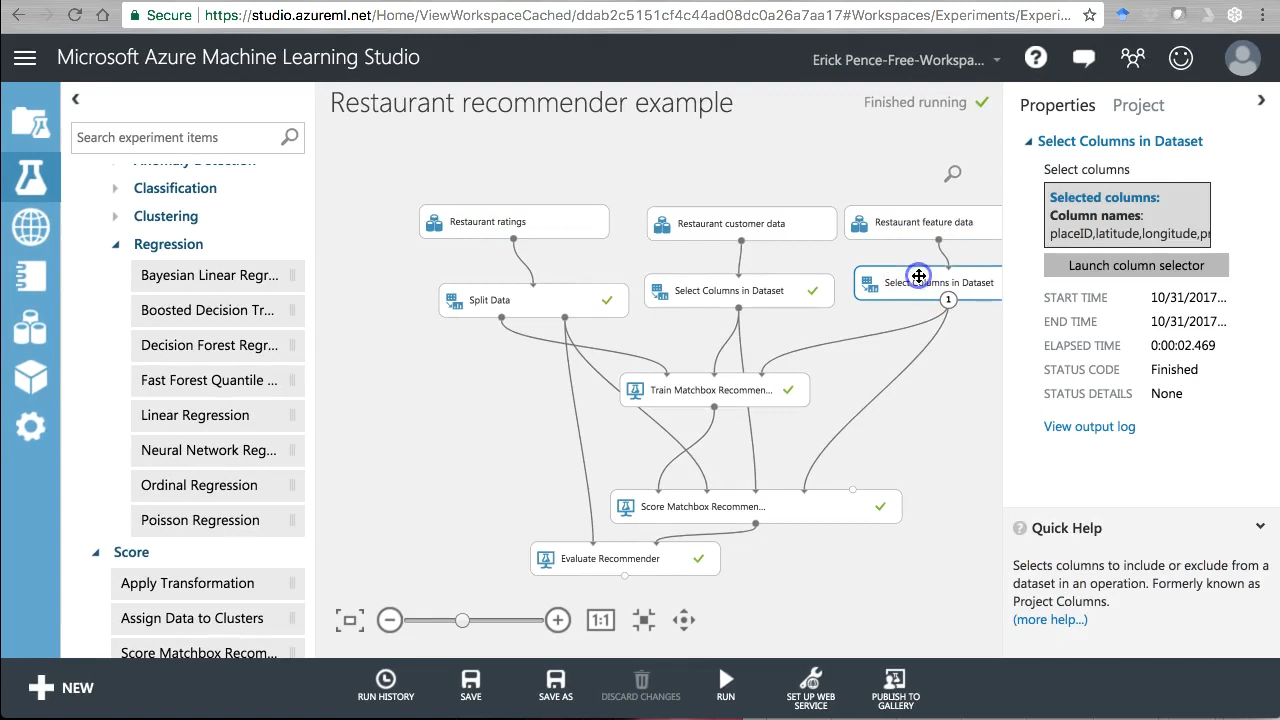 Secure https://studio.azureml.net/Home/ViewWorkspaceCached/ddab2c5151cf4c44ad08dc0a26a7aa17#Workspaces/Experiments/Experi...
Microsoft Azure Machine Learning Studio
Erick Pence-Free-Workspa...
Search experiment items
Anomaly Detection
Classification
Clustering
Regression
Bayesian Linear Regr...
Boosted Decision Tr...
Decision Forest Regr...
Fast Forest Quantile ...
Linear Regression
Neural Network Reg...
Ordinal Regression
Poisson Regression
Score
Apply Transformation
Assign Data to Clusters
Score Matchbox Recom...
Restaurant recommender example
Finished running
Restaurant ratings
Restaurant customer data
Restaurant feature data
Split Data
Select Columns in Dataset
Select Columns in Dataset
1
Train Matchbox Recommen...
Score Matchbox Recommen...
Evaluate Recommender
1:1
Properties Project
Select Columns in Dataset
Select columns
Selected columns:
Column names:
placeID,latitude,longitude,pr
Launch column selector
START TIME 10/31/2017...
END TIME 10/31/2017...
ELAPSED TIME 0:00:02.469
STATUS CODE Finished
STATUS DETAILS None
View output log
Quick Help
Selects columns to include or exclude from a
dataset in an operation. Formerly known as
Project Columns.
(more help...)
NEW
RUN HISTORY
SAVE
SAVE AS
DISCARD CHANGES
RUN
SET UP WEB
SERVICE
PUBLISH TO
GALLERY